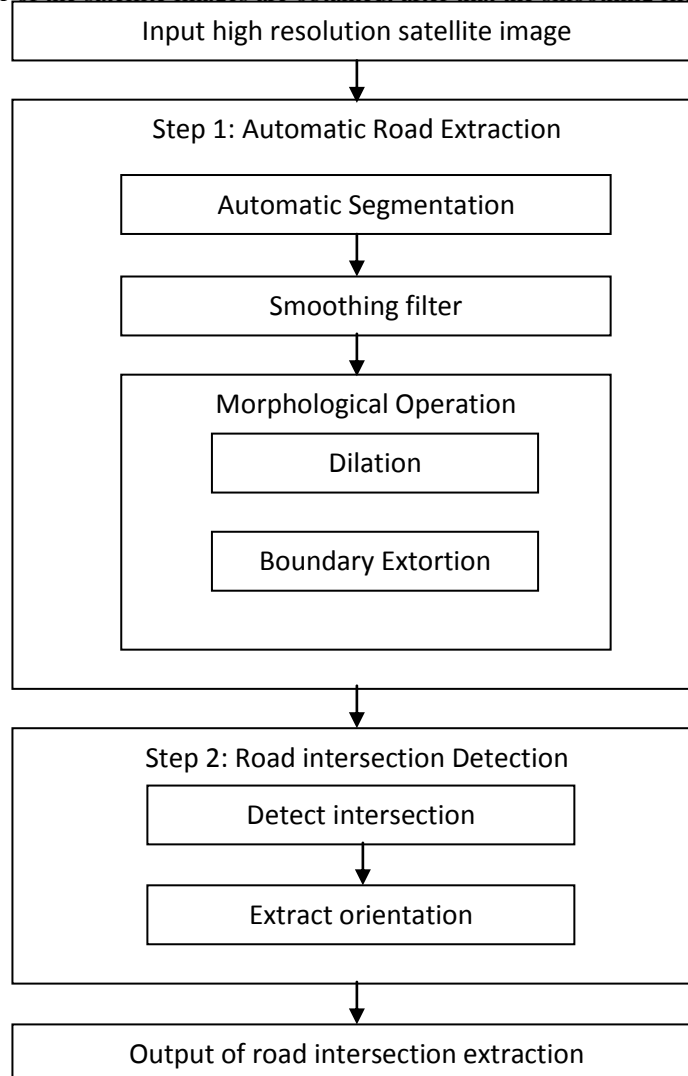 Input high resolution satellite image
Step 1: Automatic Road Extraction
Automatic Segmentation
Smoothing filter
Morphological Operation
Dilation
Boundary Extortion
Step 2: Road intersection Detection
Detect intersection
Extract orientation
Output of road intersection extraction